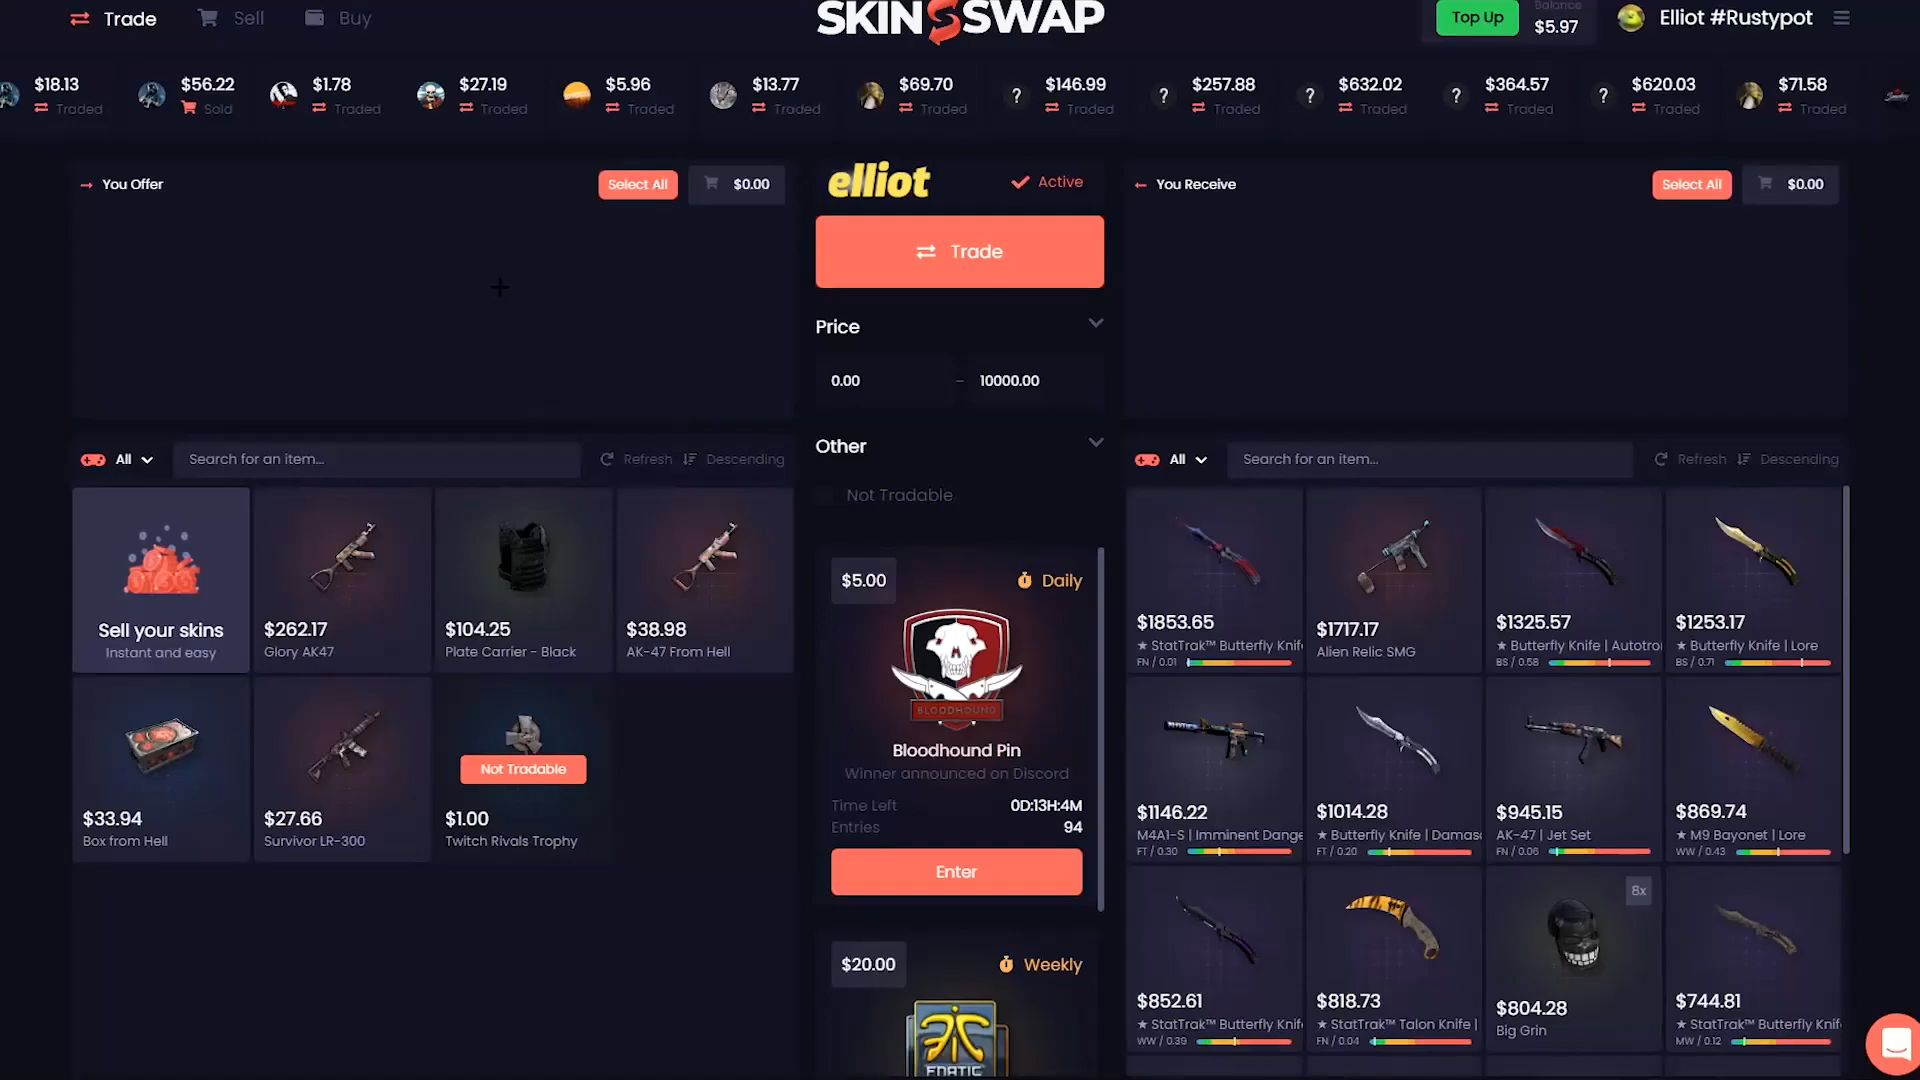 Trade
Sell
Buy
SKINSWAP
Top Up
Balance
$5.97
Elliot #Rustypot
$18.13
Traded
$56.22
Sold
$1.78
Traded
$27.19
Traded
$5.96
Traded
$13.77
Traded
$69.70
Traded
?
$146.99
Traded
?
$257.88
Traded
?
$632.02
Traded
?
$364.57
Traded
?
$620.03
Traded
$71.58
Traded
You Offer
Select All
$0.00
elliot
Active
Trade
Price
0.00 - 10000.00
Other
Not Tradable
You Receive
Select All
$0.00
All
Search for an item...
Refresh
Descending
Sell your skins
Instant and easy
$262.17
Glory AK47
$104.25
Plate Carrier - Black
$38.98
AK-47 From Hell
$33.94
Box from Hell
$27.66
Survivor LR-300
Not Tradable
$1.00
Twitch Rivals Trophy
$5.00
Daily
BLOODHOUND
Bloodhound Pin
Winner announced on Discord
Time Left 0D:13H:4M
Entries 94
Enter
$20.00
Weekly
FNATIC
All
Search for an item...
Refresh
Descending
$1853.65
★ StatTrak™ Butterfly Knif
FN / 0.01
$1717.17
Alien Relic SMG
$1325.57
★ Butterfly Knife | Autotro
BS / 0.58
$1253.17
★ Butterfly Knife | Lore
BS / 0.71
$1146.22
M4A1-S | Imminent Dange
FT / 0.30
$1014.28
★ Butterfly Knife | Damas
FT / 0.20
$945.15
AK-47 | Jet Set
FN / 0.06
$869.74
★ M9 Bayonet | Lore
WW / 0.43
$852.61
★ StatTrak™ Butterfly Knif
WW / 0.39
$818.73
★ StatTrak™ Talon Knife |
FN / 0.04
8x
$804.28
Big Grin
$744.81
★ StatTrak™ Butterfly Knif
MW / 0.12